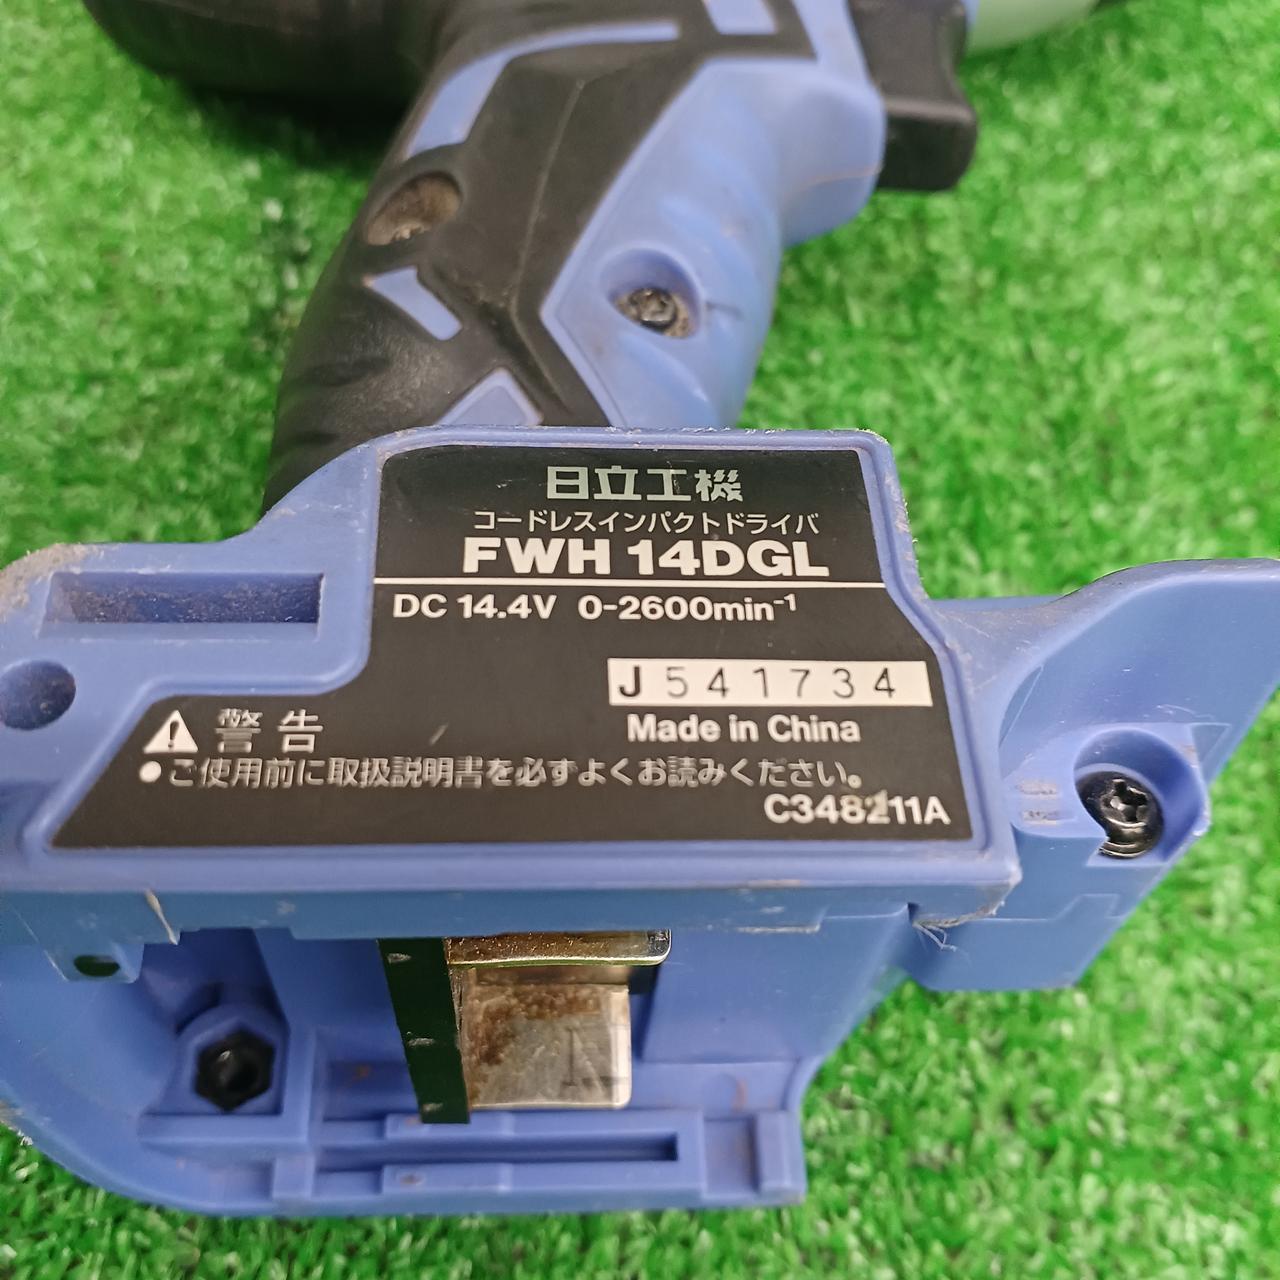 日立工機
コードレスインパクトドライバ
FWH 14DGL
DC 14.4V 0-2600min⁻¹
J 541734
Made in China
警告
●ご使用前に取扱説明書を必ずよくお読みください。
C348211A